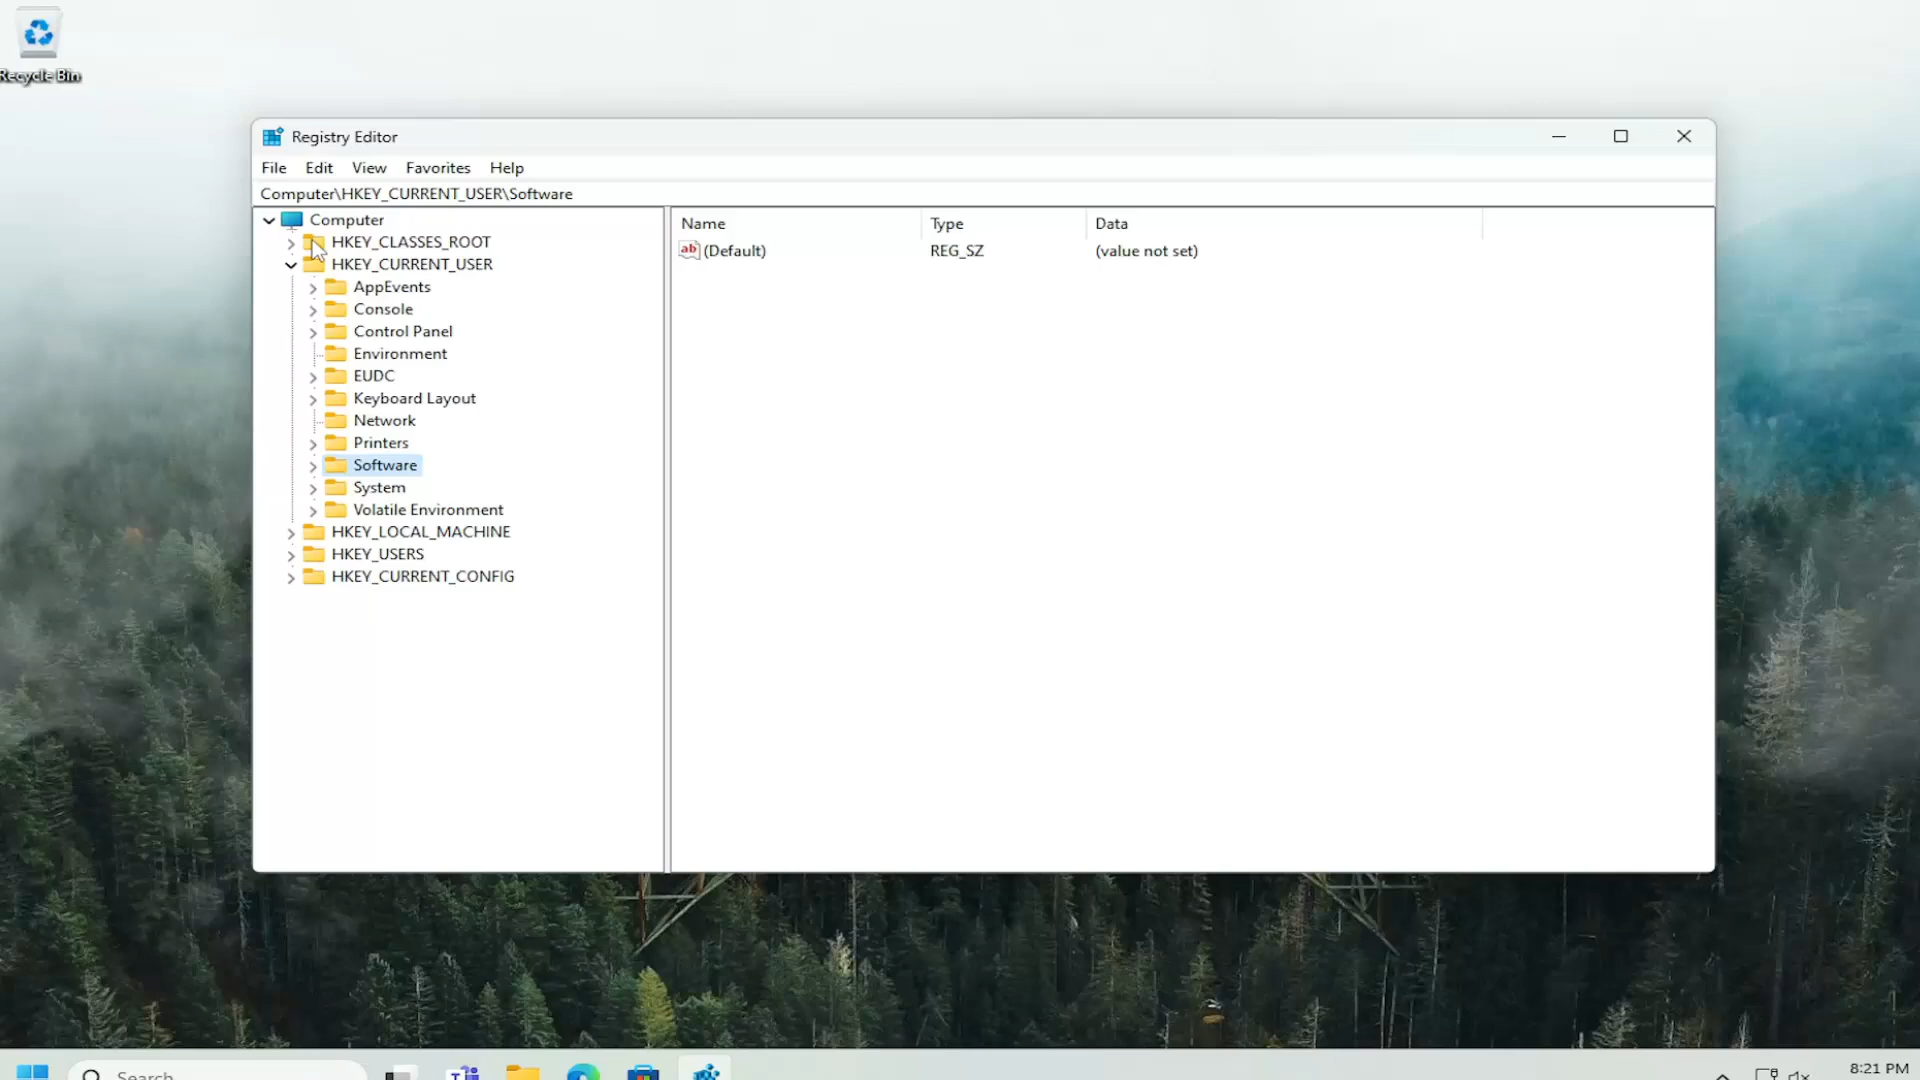 Recycle Bin
Registry Editor
File Edit View Favorites Help
Computer\HKEY_CURRENT_USER\Software
Computer
HKEY_CLASSES_ROOT
HKEY_CURRENT_USER
AppEvents
Console
Control Panel
Environment
EUDC
Keyboard Layout
Network
Printers
Software
System
Volatile Environment
HKEY_LOCAL_MACHINE
HKEY_USERS
HKEY_CURRENT_CONFIG
Name Type Data
ab (Default) REG_SZ (value not set)
Search
8:21 PM